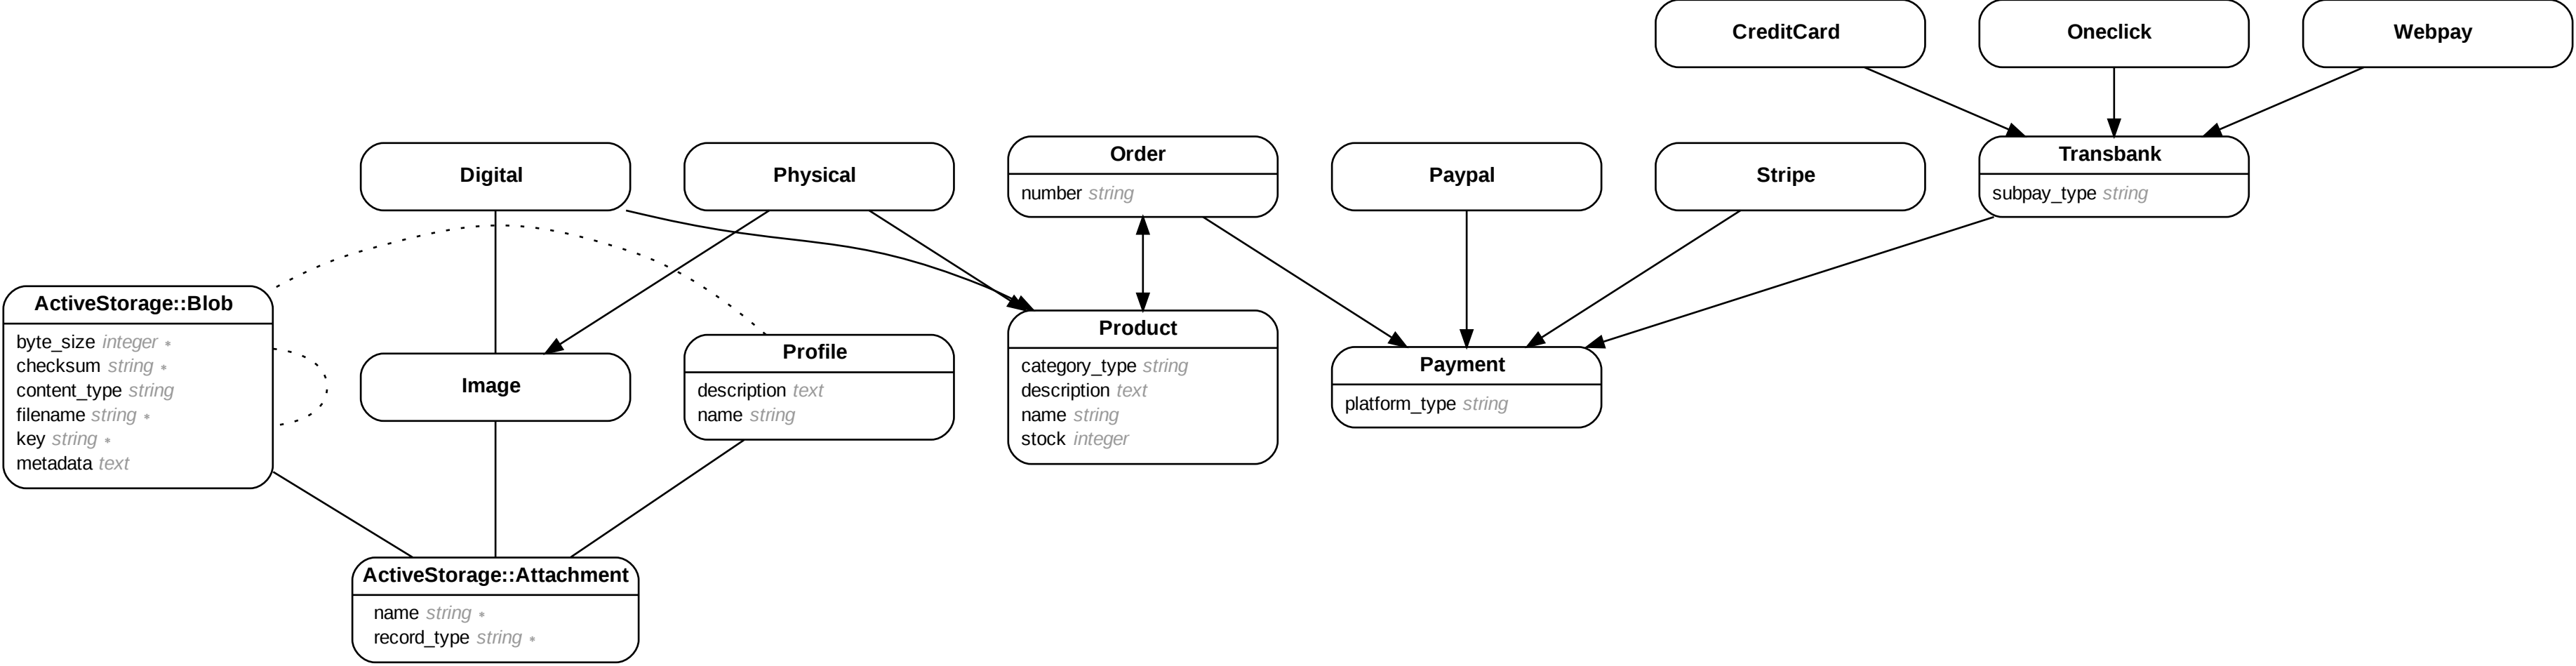 CreditCard
Oneclick
Webpay
Digital
Physical
Order
number string
Paypal
Stripe
Transbank
subpay_type string
ActiveStorage::Blob
byte_size integer *
checksum string *
content_type string
filename string *
key string *
metadata text
Image
Profile
description text
name string
Product
category_type string
description text
name string
stock integer
Payment
platform_type string
ActiveStorage::Attachment
name string *
record_type string *